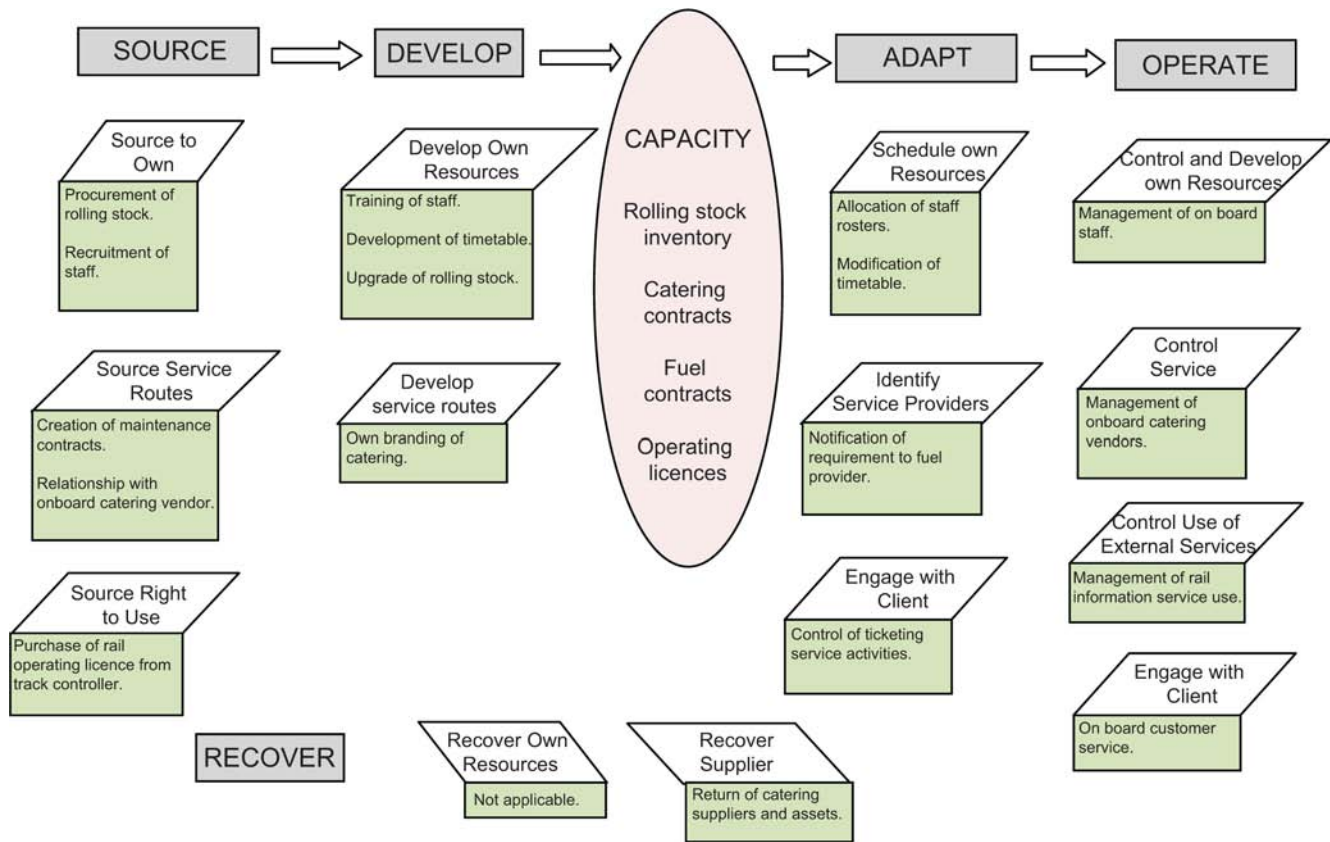 SOURCE
DEVELOP
ADAPT
OPERATE
Source to
Own
Procurement of
rolling stock.
Recruitment of
staff.
Source Service
Routes
Creation of maintenance
contracts.
Relationship with
onboard catering vendor.
Source Right
to Use
Purchase of rail
operating licence from
track controller.
Develop Own
Resources
Training of staff.
Development of timetable.
Upgrade of rolling stock.
Develop
service routes
Own branding of
catering.
CAPACITY
Rolling stock
inventory
Catering
contracts
Fuel
contracts
Operating
licences
Schedule own
Resources
Allocation of staff
rosters.
Modification of
timetable.
Identify
Service Providers
Notification of
requirement to fuel
provider.
Engage with
Client
Control of ticketing
service activities.
Control and Develop
own Resources
Management of on board
staff.
Control
Service
Management of
onboard catering
vendors.
Control Use of
External Services
Management of rail
information service use.
Engage with
Client
On board customer
service.
RECOVER
Recover Own
Resources
Not applicable.
Recover
Supplier
Return of catering
suppliers and assets.